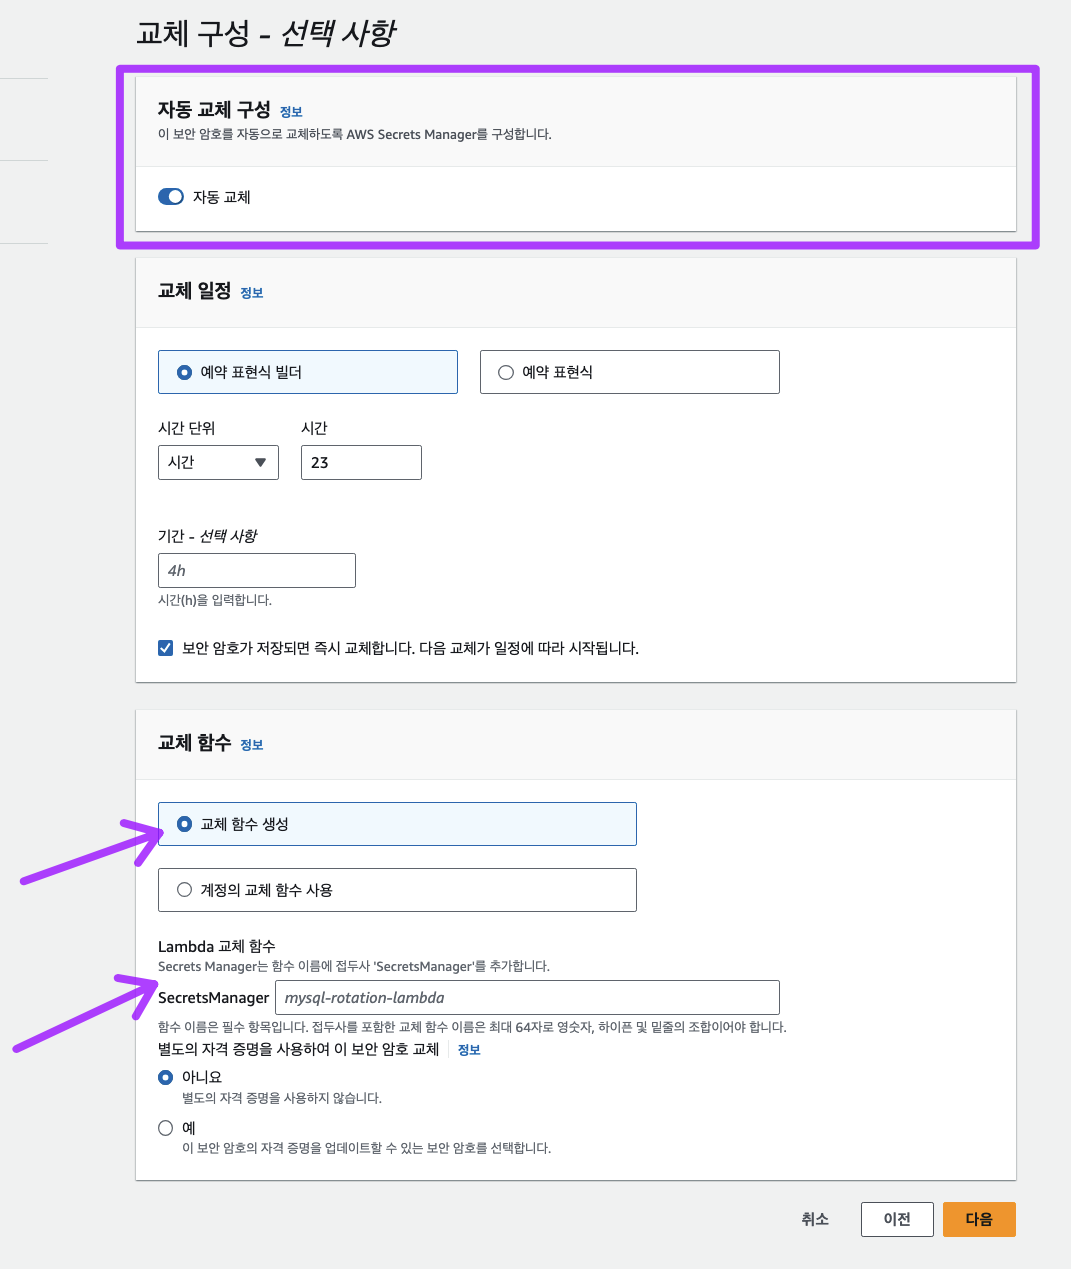 교체 구성 - 선택 사항
자동 교체 구성 정보
이 보안 암호를 자동으로 교체하도록 AWS Secrets Manager를 구성합니다.
자동 교체
교체 일정 정보
예약 표현식 빌더
예약 표현식
시간 단위
시간
시간
23
기간 - 선택 사항
4h
시간(h)을 입력합니다.
보안 암호가 저장되면 즉시 교체합니다. 다음 교체가 일정에 따라 시작됩니다.
교체 함수 정보
교체 함수 생성
계정의 교체 함수 사용
Lambda 교체 함수
Secrets Manager는 함수 이름에 접두사 'SecretsManager'를 추가합니다.
SecretsManager mysql-rotation-lambda
함수 이름은 필수 항목입니다. 접두사를 포함한 교체 함수 이름은 최대 64자로 영숫자, 하이픈 및 밑줄의 조합이어야 합니다.
별도의 자격 증명을 사용하여 이 보안 암호 교체 정보
아니요
별도의 자격 증명을 사용하지 않습니다.
예
이 보안 암호의 자격 증명을 업데이트할 수 있는 보안 암호를 선택합니다.
취소
이전
다음